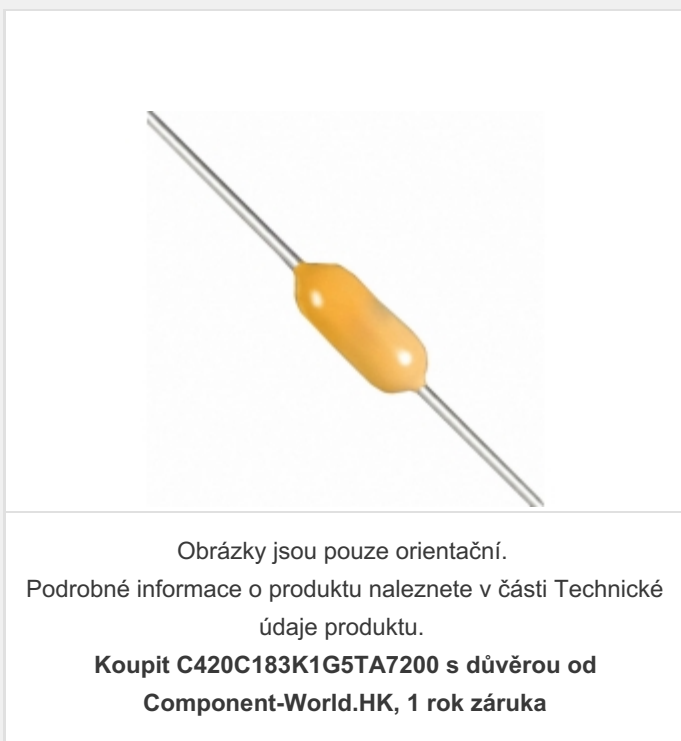 Obrázky jsou pouze orientační.
Podrobné informace o produktu naleznete v části Technické
údaje produktu.
Koupit C420C183K1G5TA7200 s důvěrou od
Component-World.HK, 1 rok záruka